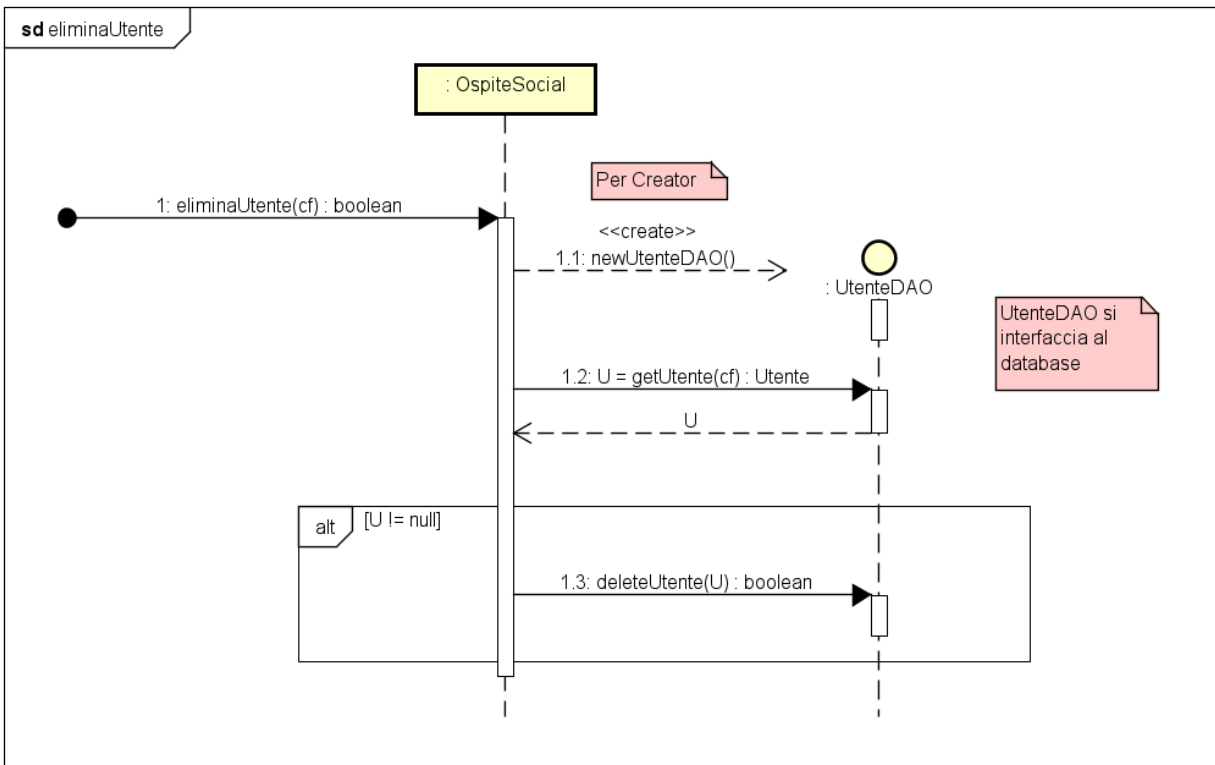 sd eliminaUtente
: OspiteSocial
Per Creator
1: eliminaUtente(cf) : boolean
<<create>>
1.1: newUtenteDAO()
: UtenteDAO
UtenteDAO si
interfaccia al
database
1.2: U = getUtente(cf) : Utente
U
alt
[U != null]
1.3: deleteUtente(U) : boolean